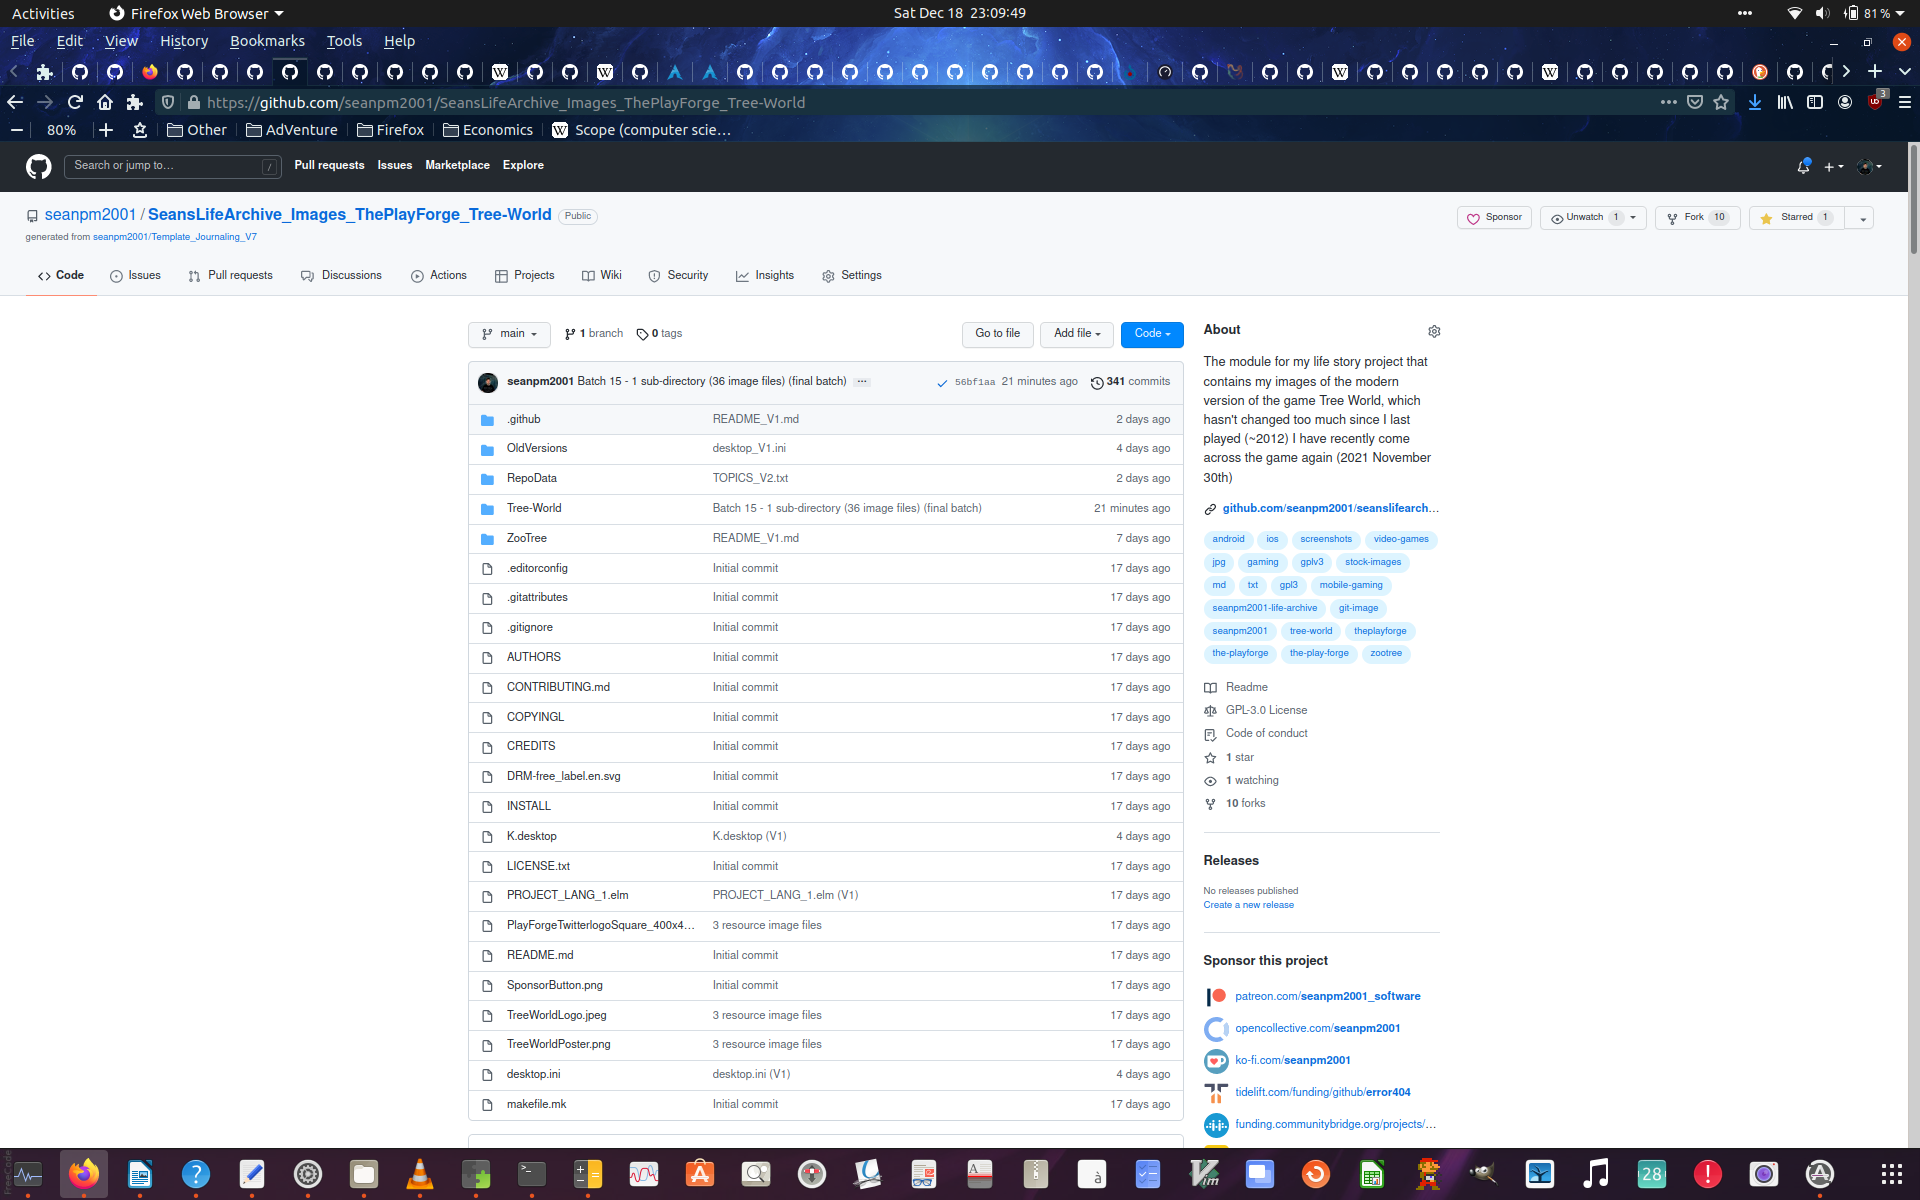 Activities Firefox Web Browser Sat Dec 18 23:09:49 81 %
File Edit View History Bookmarks Tools Help
https://github.com/seanpm2001/SeansLifeArchive_Images_ThePlayForge_Tree-World 3
80% Other AdVenture Firefox Economics Scope (computer scie…
Search or jump to… / Pull requests Issues Marketplace Explore
seanpm2001 / SeansLifeArchive_Images_ThePlayForge_Tree-World Public Sponsor Unwatch 1 Fork 10 Starred 1
generated from seanpm2001/Template_Journaling_V7
Code Issues Pull requests Discussions Actions Projects Wiki Security Insights Settings
main 1 branch 0 tags Go to file Add file Code
seanpm2001 Batch 15 - 1 sub-directory (36 image files) (final batch) ... 56bf1aa 21 minutes ago 341 commits
.github README_V1.md 2 days ago
OldVersions desktop_V1.ini 4 days ago
RepoData TOPICS_V2.txt 2 days ago
Tree-World Batch 15 - 1 sub-directory (36 image files) (final batch) 21 minutes ago
ZooTree README_V1.md 7 days ago
.editorconfig Initial commit 17 days ago
.gitattributes Initial commit 17 days ago
.gitignore Initial commit 17 days ago
AUTHORS Initial commit 17 days ago
CONTRIBUTING.md Initial commit 17 days ago
COPYINGL Initial commit 17 days ago
CREDITS Initial commit 17 days ago
DRM-free_label.en.svg Initial commit 17 days ago
INSTALL Initial commit 17 days ago
K.desktop K.desktop (V1) 4 days ago
LICENSE.txt Initial commit 17 days ago
PROJECT_LANG_1.elm PROJECT_LANG_1.elm (V1) 17 days ago
PlayForgeTwitterlogoSquare_400x4… 3 resource image files 17 days ago
README.md Initial commit 17 days ago
SponsorButton.png Initial commit 17 days ago
TreeWorldLogo.jpeg 3 resource image files 17 days ago
TreeWorldPoster.png 3 resource image files 17 days ago
desktop.ini desktop.ini (V1) 4 days ago
makefile.mk Initial commit 17 days ago
About
The module for my life story project that
contains my images of the modern
version of the game Tree World, which
hasn't changed too much since I last
played (~2012) I have recently come
across the game again (2021 November
30th)
github.com/seanpm2001/seanslifearch…
android ios screenshots video-games
jpg gaming gplv3 stock-images
md txt gpl3 mobile-gaming
seanpm2001-life-archive git-image
seanpm2001 tree-world theplayforge
the-playforge the-play-forge zootree
Readme
GPL-3.0 License
Code of conduct
1 star
1 watching
10 forks
Releases
No releases published
Create a new release
Sponsor this project
patreon.com/seanpm2001_software
opencollective.com/seanpm2001
ko-fi.com/seanpm2001
tidelift.com/funding/github/error404
funding.communitybridge.org/projects/…
28